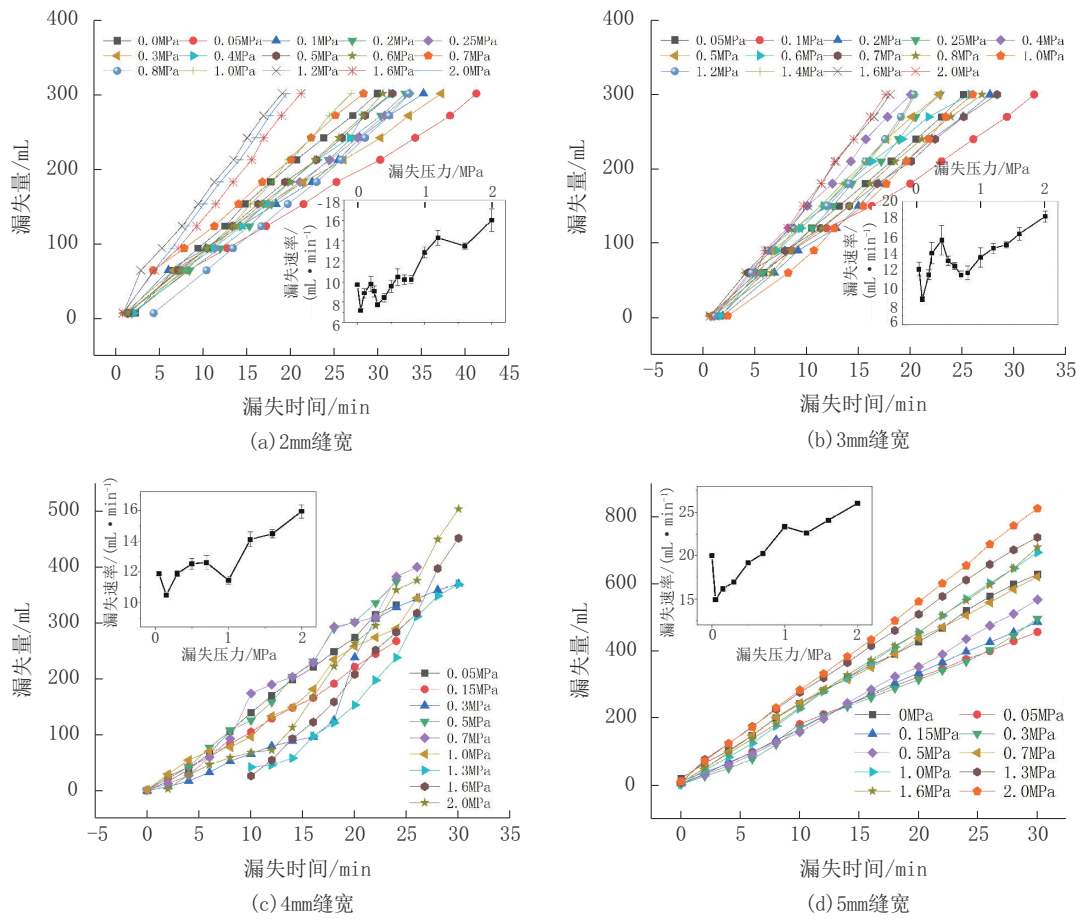 300
200
100
0
漏失量/mL
0.0MPa 0.05MPa 0.1MPa 0.2MPa 0.25MPa
0.3MPa 0.4MPa 0.5MPa 0.6MPa 0.7MPa
0.8MPa 1.0MPa 1.2MPa 1.6MPa 2.0MPa
漏失压力/MPa
0 1 2
18
16
14
12
10
8
6
漏失速率/
(mL·min⁻¹)
0 5 10 15 20 25 30 35 40 45
漏失时间/min
(a)2mm缝宽
400
300
200
100
0
漏失量/mL
0.05MPa 0.1MPa 0.2MPa 0.25MPa 0.4MPa
0.5MPa 0.6MPa 0.7MPa 0.8MPa 1.0MPa
1.2MPa 1.4MPa 1.6MPa 2.0MPa
漏失压力/MPa
-1 0 1 2
20
18
16
14
12
10
8
6
漏失速率/
(mL·min⁻¹)
-5 0 5 10 15 20 25 30 35
漏失时间/min
(b)3mm缝宽
500
400
300
200
100
0
漏失量/mL
16
14
12
10
漏失速率/(mL·min⁻¹)
0 1 2
漏失压力/MPa
0.05MPa
0.15MPa
0.3MPa
0.5MPa
0.7MPa
1.0MPa
1.3MPa
1.6MPa
2.0MPa
-5 0 5 10 15 20 25 30 35
漏失时间/min
(c)4mm缝宽
800
600
400
200
0
漏失量/mL
25
20
15
漏失速率/(mL·min⁻¹)
0 1 2
漏失压力/MPa
0MPa 0.05MPa
0.15MPa 0.3MPa
0.5MPa 0.7MPa
1.0MPa 1.3MPa
1.6MPa 2.0MPa
0 5 10 15 20 25 30
漏失时间/min
(d)5mm缝宽